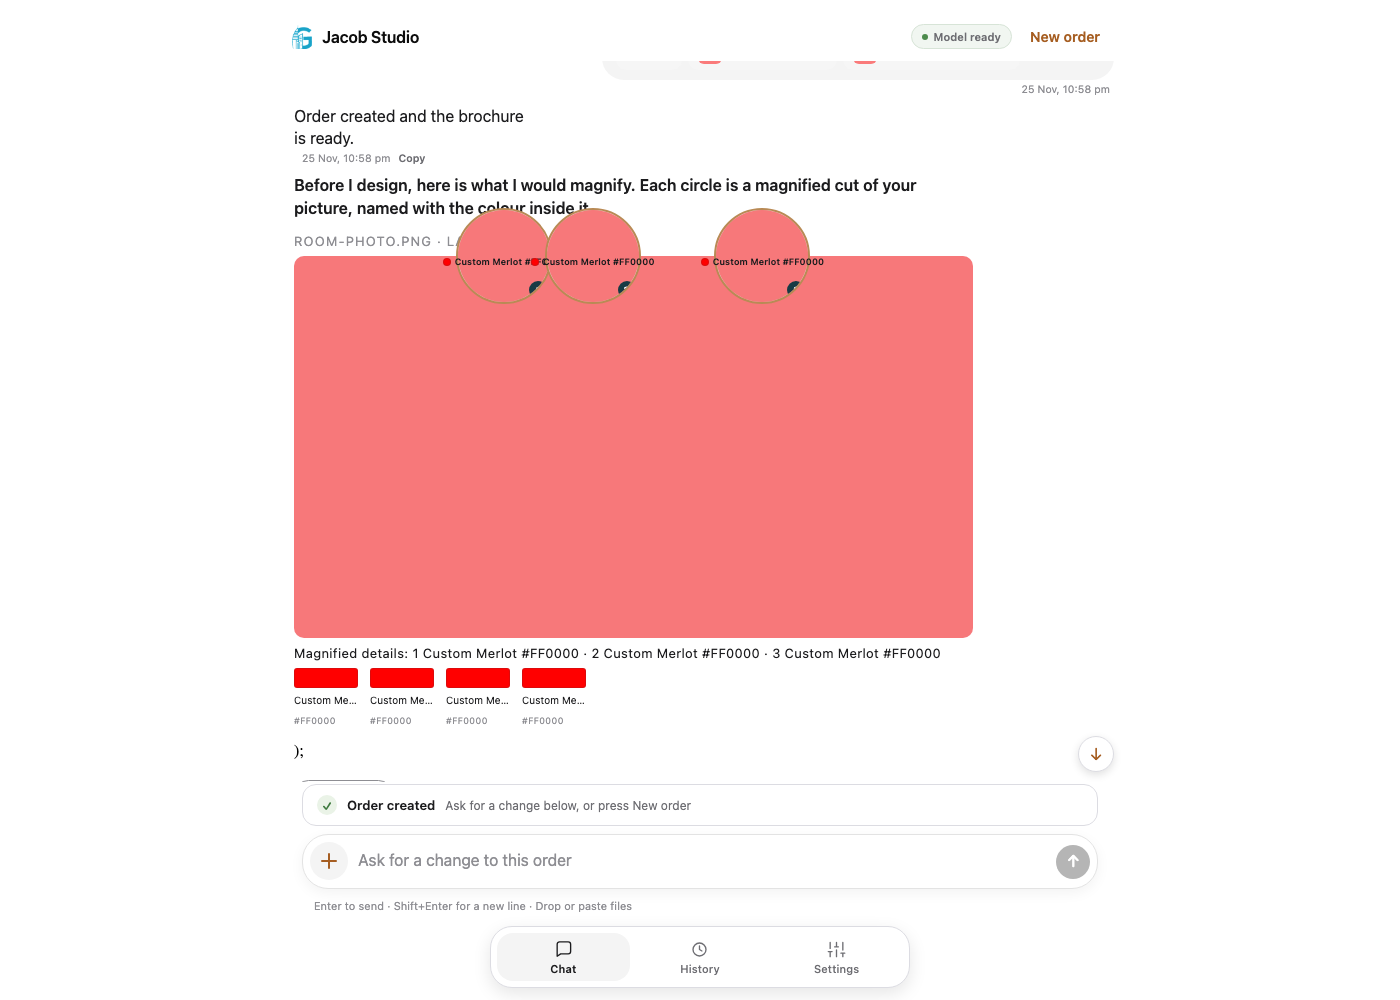 Jacob Studio
Model ready
New order
25 Nov, 10:58 pm
Order created and the brochure
is ready.
25 Nov, 10:58 pm Copy
Before I design, here is what I would magnify. Each circle is a magnified cut of your
picture, named with the colour inside it.
ROOM-PHOTO.PNG ·
Custom Merlot
Custom Merlot #FF0000
Custom Merlot #FF0000
Magnified details: 1 Custom Merlot #FF0000 · 2 Custom Merlot #FF0000 · 3 Custom Merlot #FF0000
Custom Me... Custom Me... Custom Me... Custom Me...
#FF0000 #FF0000 #FF0000 #FF0000
);
Order created Ask for a change below, or press New order
Ask for a change to this order
Enter to send · Shift+Enter for a new line · Drop or paste files
Chat History Settings